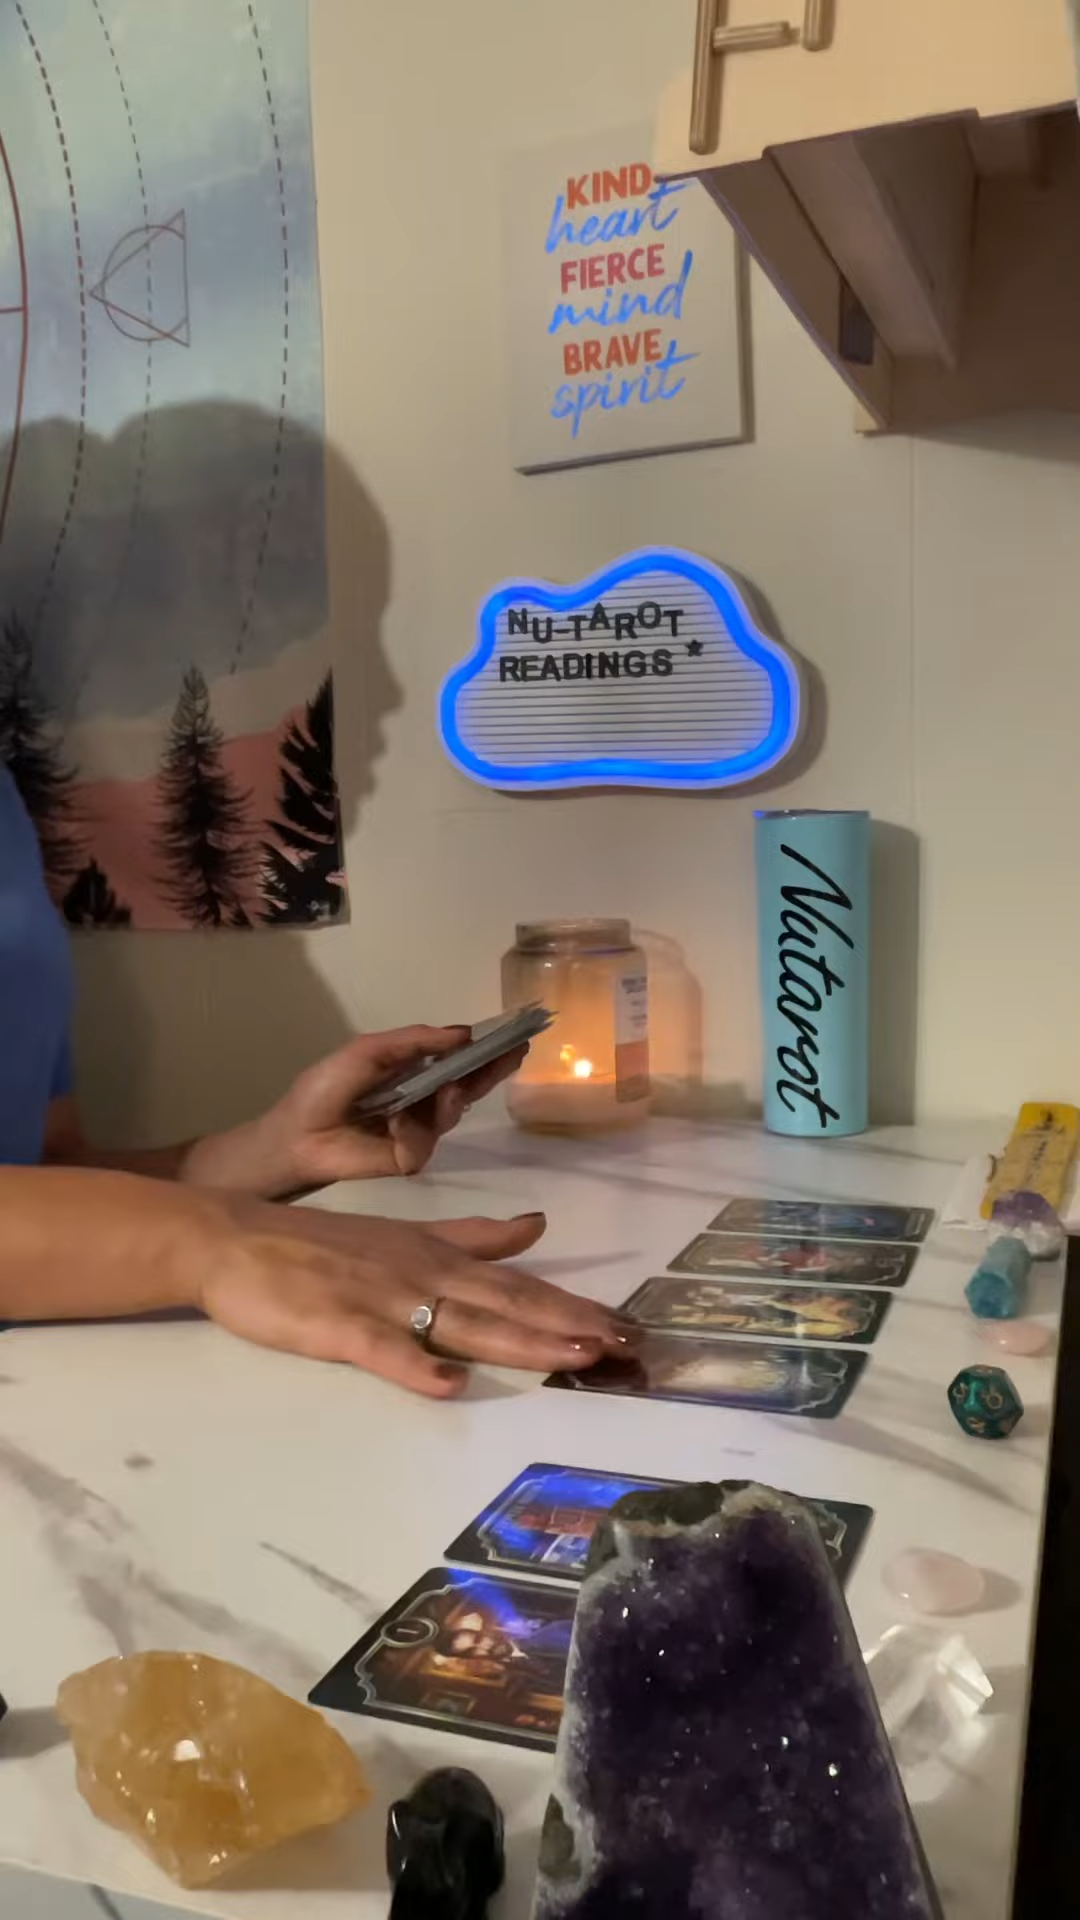 KIND
heart
FIERCE
mind
BRAVE
spirit
NU-TAROT
READINGS *
Nutarot